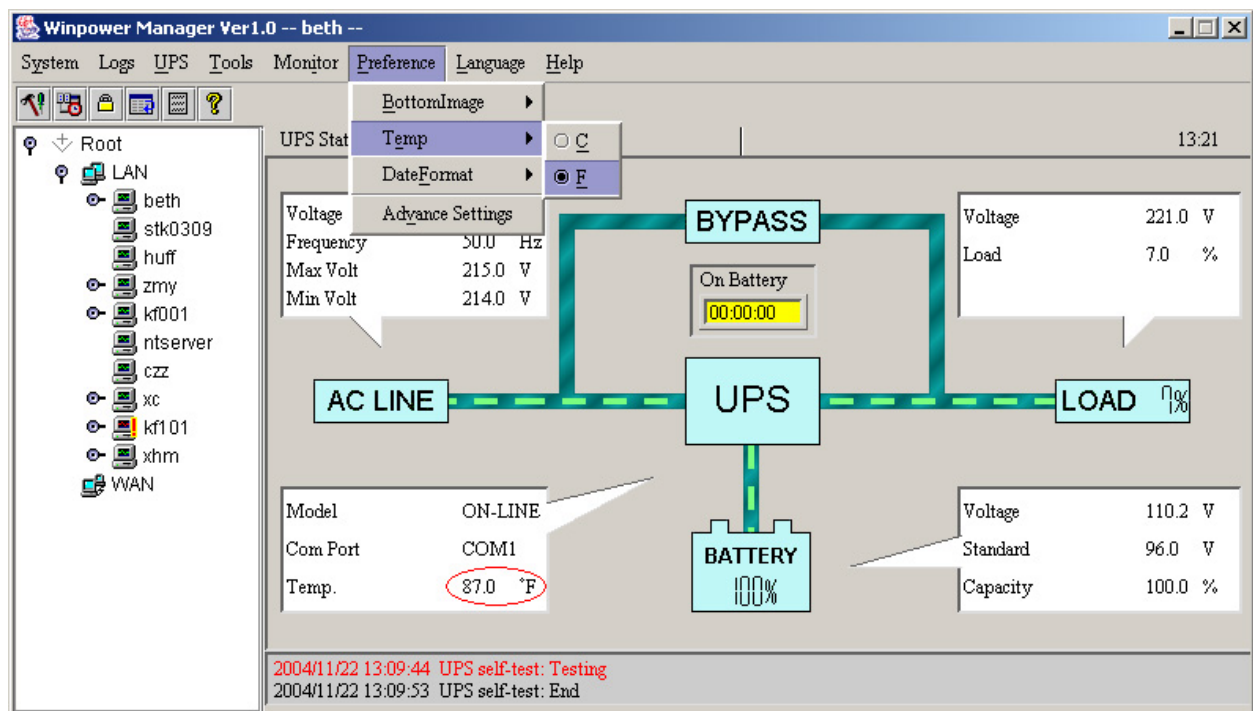 Winpower Manager Ver1.0 -- beth --
System Logs UPS Tools Monitor Preference Language Help
BottomImage
Temp
DateFormat
Advance Settings
C
F
UPS Stat
13:21
Root
LAN
beth
stk0309
huff
zmy
kf001
ntserver
czz
xc
kf101
xhm
WAN
Voltage
Frequency 50.0 Hz
Max Volt 215.0 V
Min Volt 214.0 V
BYPASS
On Battery
00:00:00
Voltage 221.0 V
Load 7.0 %
AC LINE
UPS
LOAD 7%
Model ON-LINE
Com Port COM1
Temp. 87.0 °F
BATTERY
100%
Voltage 110.2 V
Standard 96.0 V
Capacity 100.0 %
2004/11/22 13:09:44 UPS self-test: Testing
2004/11/22 13:09:53 UPS self-test: End